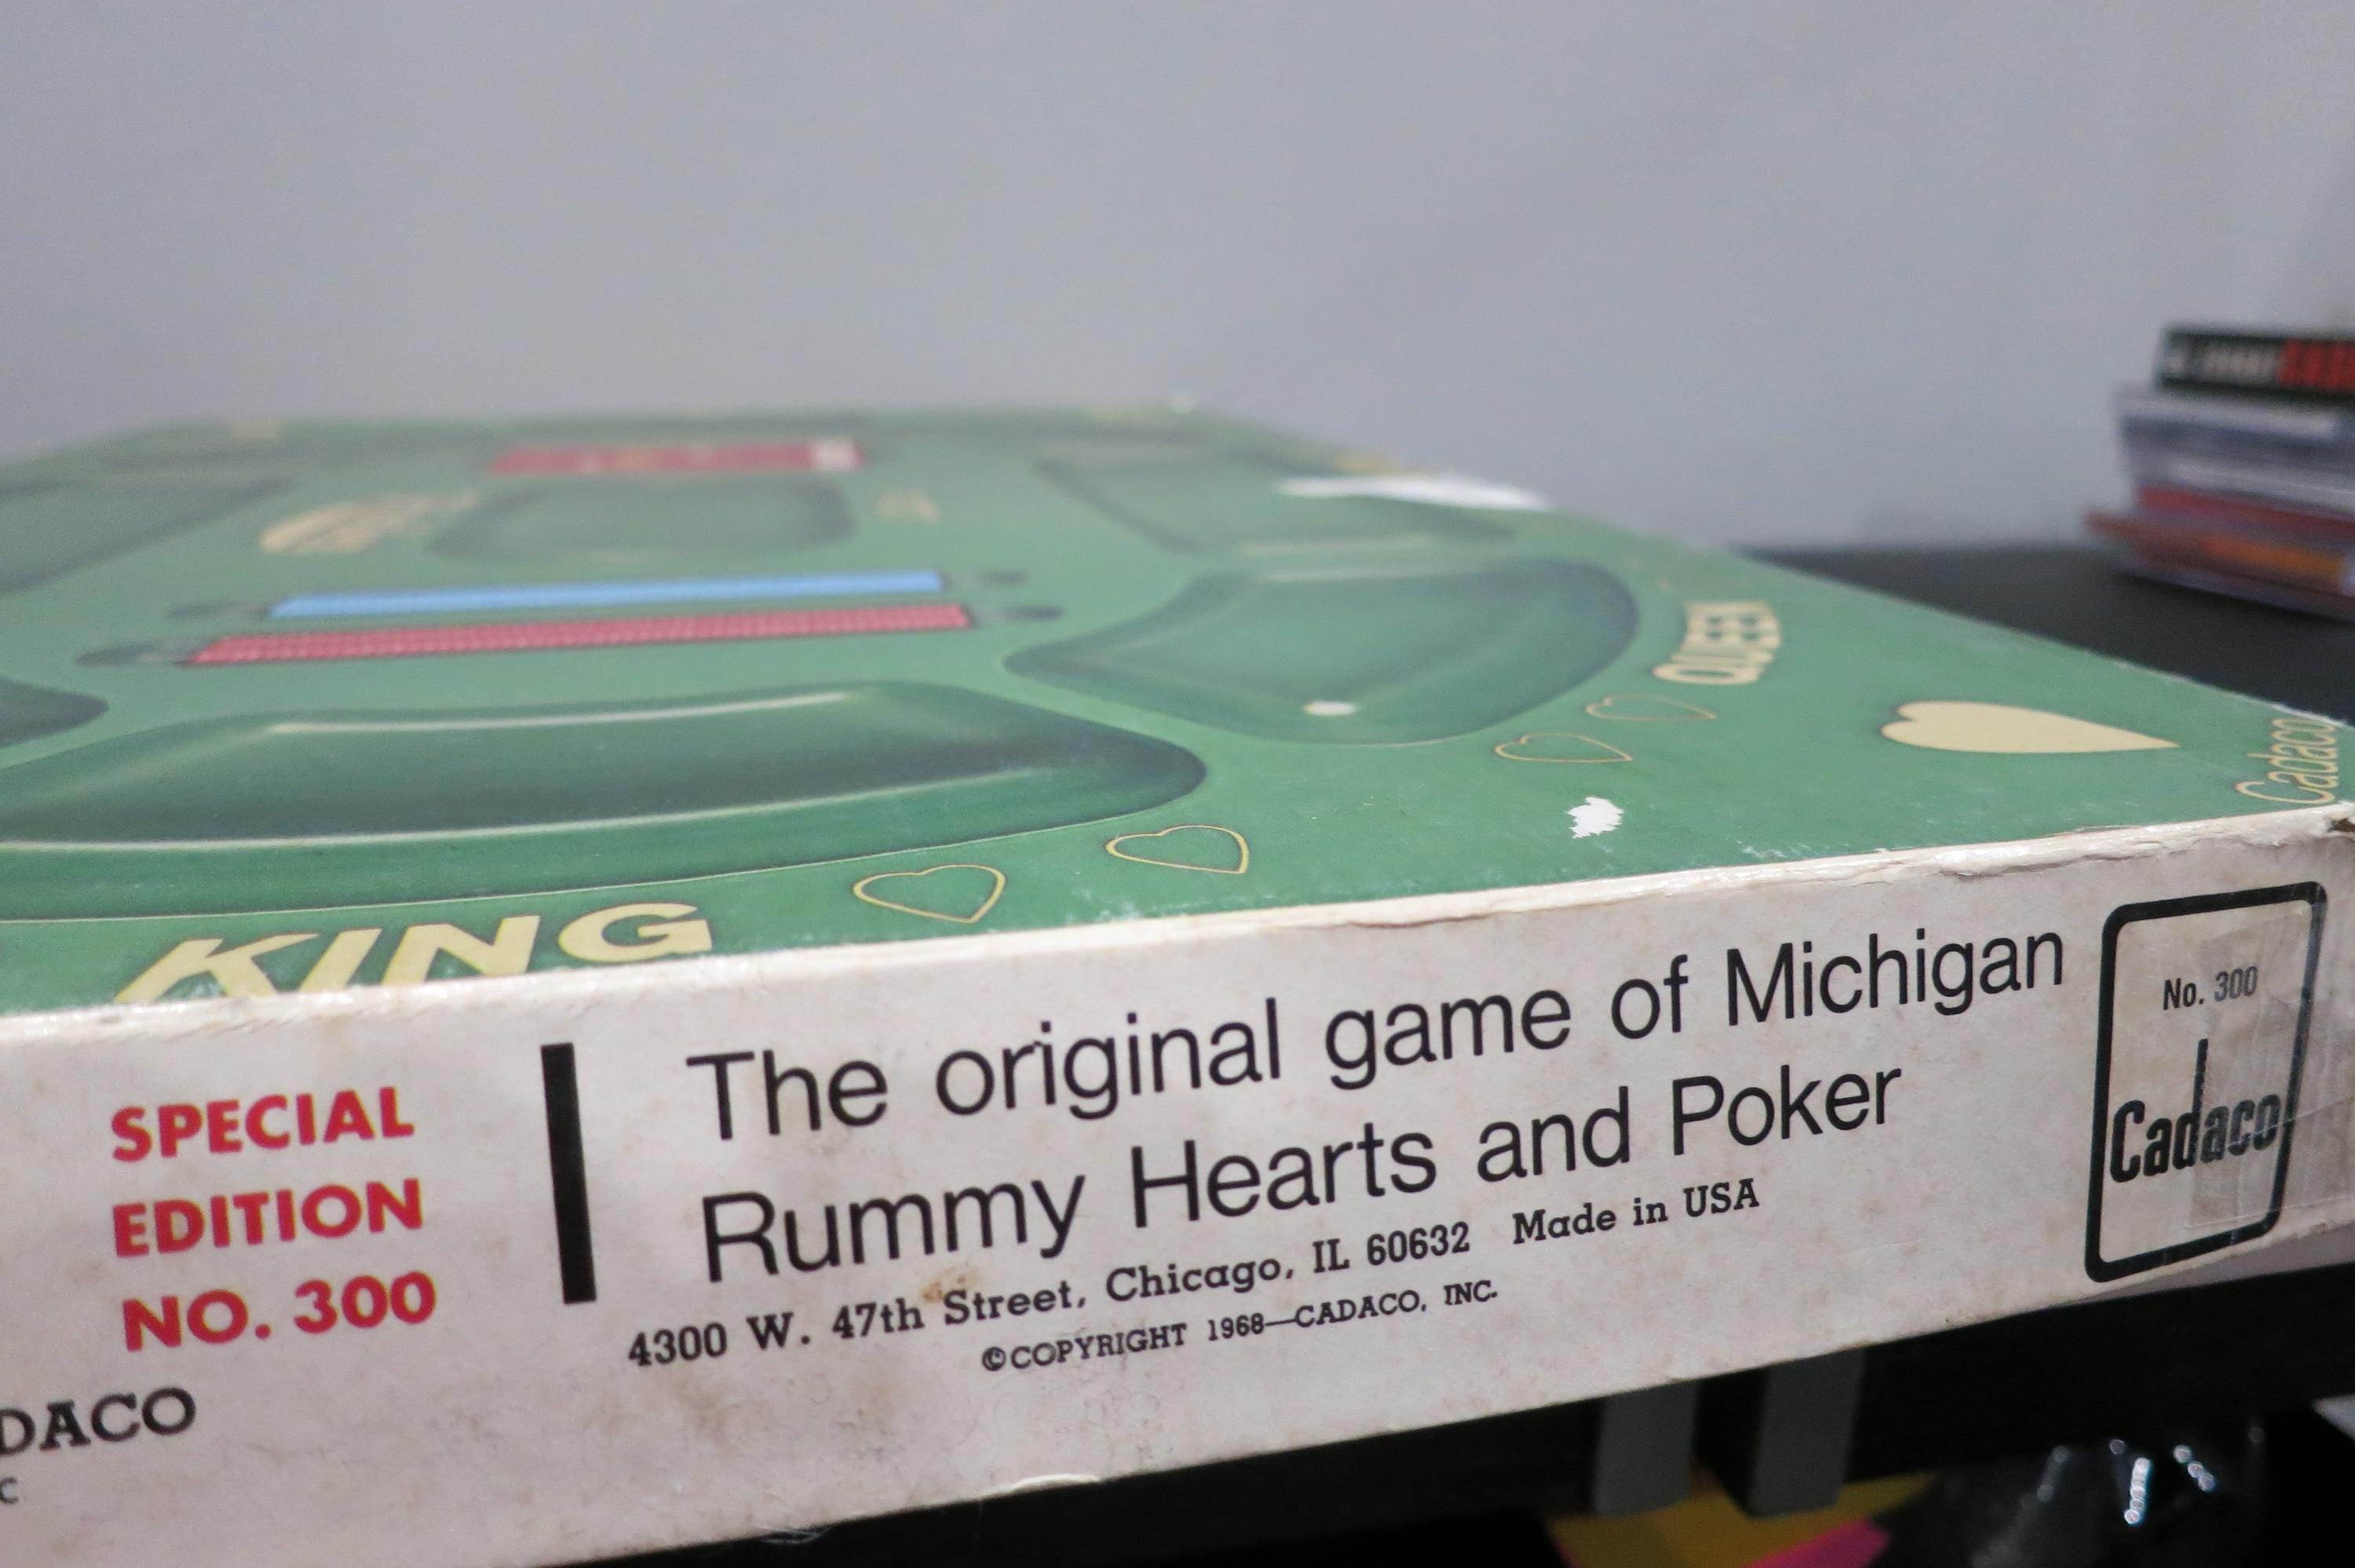 QUEEN
Cadaco
KING
SPECIAL
EDITION
NO. 300
DACO
C
The original game of Michigan
Rummy Hearts and Poker
4300 W. 47th Street, Chicago, IL 60632 Made in USA
©COPYRIGHT 1968—CADACO, INC.
No. 300
Cadaco